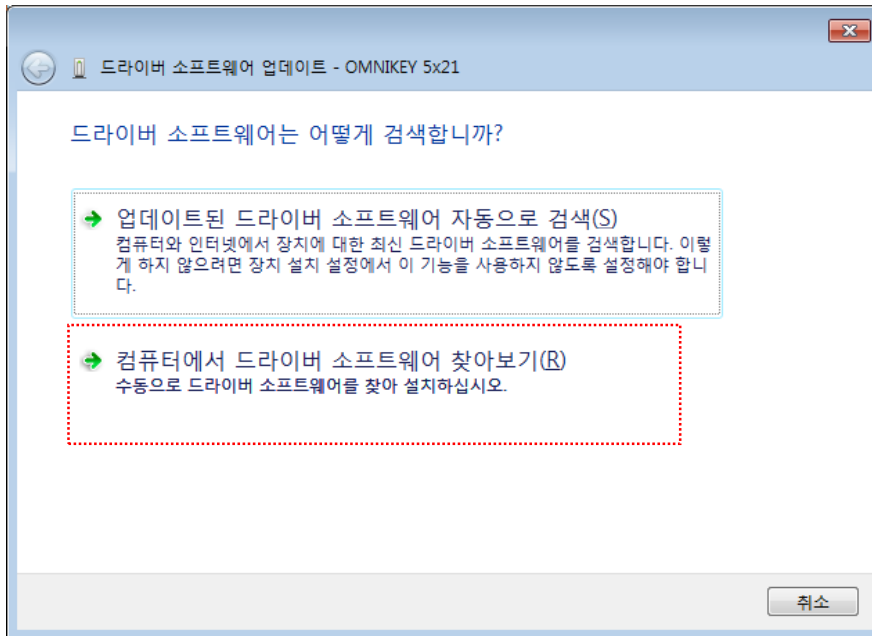 드라이버 소프트웨어 업데이트 - OMNIKEY 5x21
드라이버 소프트웨어는 어떻게 검색합니까?
업데이트된 드라이버 소프트웨어 자동으로 검색(S)
컴퓨터와 인터넷에서 장치에 대한 최신 드라이버 소프트웨어를 검색합니다. 이렇
게 하지 않으려면 장치 설치 설정에서 이 기능을 사용하지 않도록 설정해야 합니
다.
컴퓨터에서 드라이버 소프트웨어 찾아보기(R)
수동으로 드라이버 소프트웨어를 찾아 설치하십시오.
취소